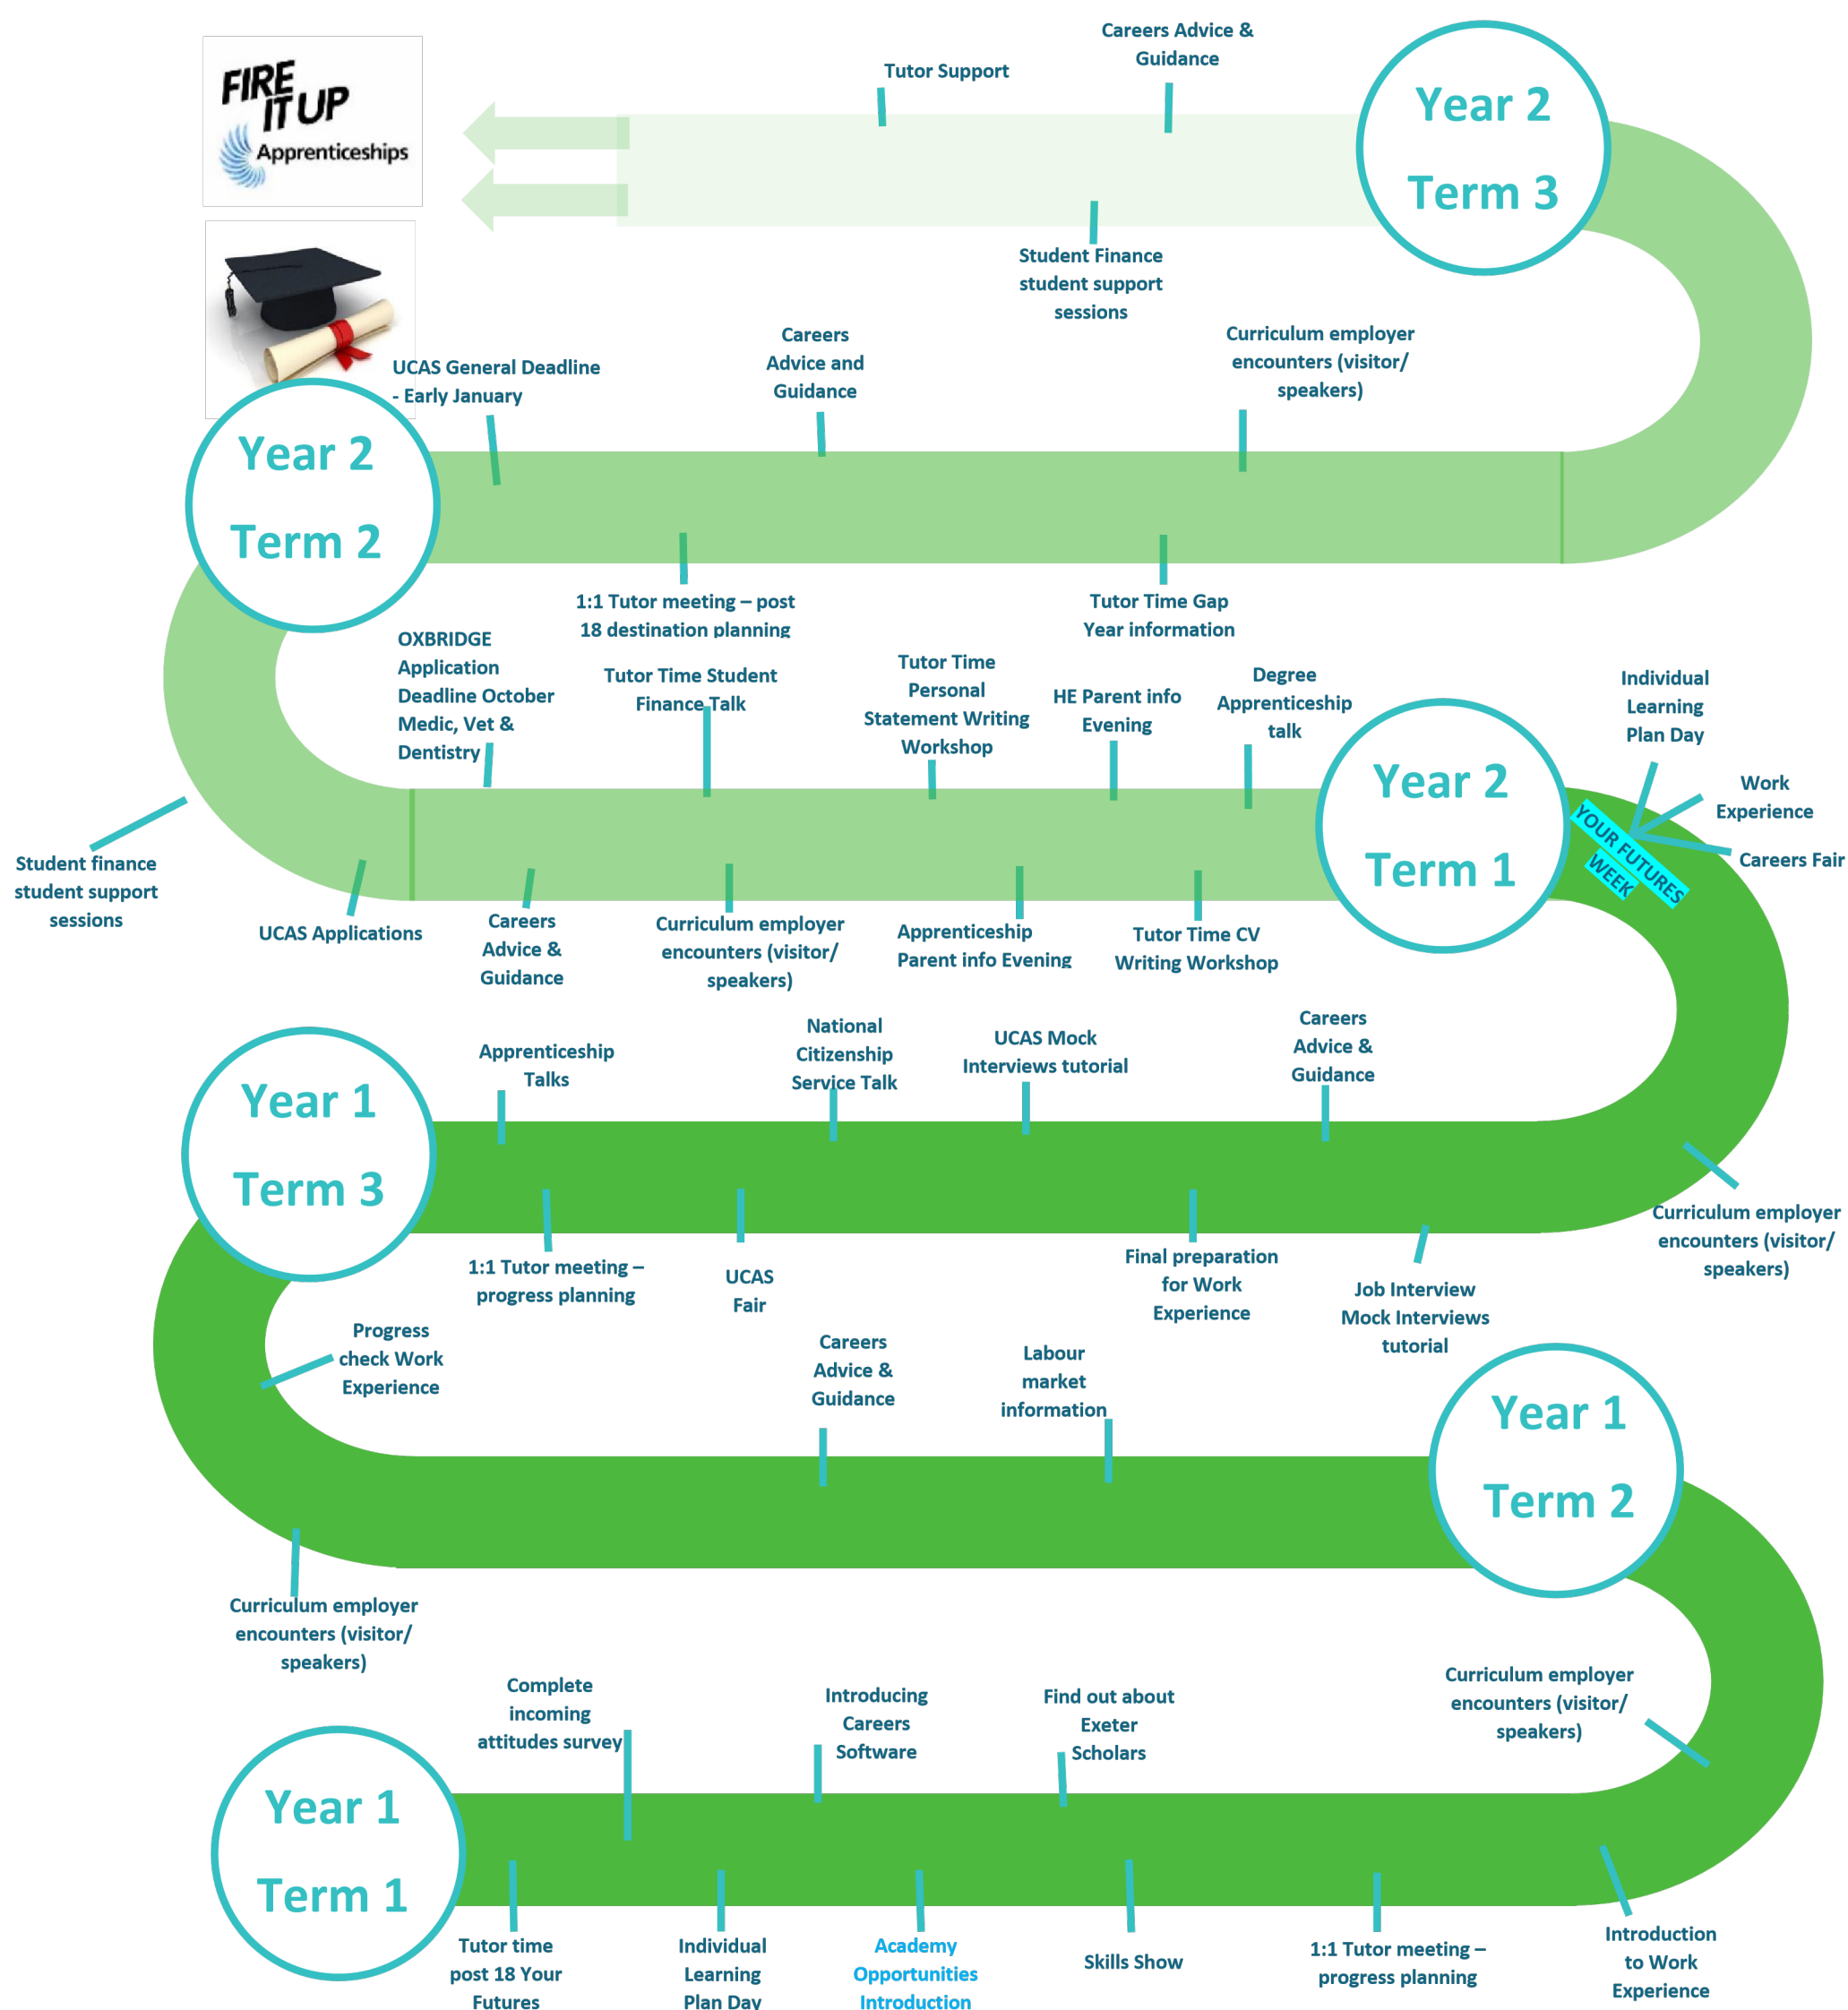 FIRE
IT UP
Apprenticeships
Tutor Support
Careers Advice &
Guidance
Year 2
Term 3
Student Finance
student support
sessions
UCAS General Deadline
- Early January
Careers
Advice and
Guidance
Curriculum employer
encounters (visitor/
speakers)
Year 2
Term 2
1:1 Tutor meeting – post
18 destination planning
Tutor Time Gap
Year information
OXBRIDGE
Application
Deadline October
Medic, Vet &
Dentistry
Tutor Time Student
Finance Talk
Tutor Time
Personal
Statement Writing
Workshop
HE Parent info
Evening
Degree
Apprenticeship
talk
Year 2
Term 1
Individual
Learning
Plan Day
Work
Experience
Careers Fair
YOUR FUTURES
WEEK
Student finance
student support
sessions
UCAS Applications
Careers
Advice &
Guidance
Curriculum employer
encounters (visitor/
speakers)
Apprenticeship
Parent info Evening
Tutor Time CV
Writing Workshop
Year 1
Term 3
Apprenticeship
Talks
National
Citizenship
Service Talk
UCAS Mock
Interviews tutorial
Careers
Advice &
Guidance
1:1 Tutor meeting –
progress planning
UCAS
Fair
Final preparation
for Work
Experience
Job Interview
Mock Interviews
tutorial
Curriculum employer
encounters (visitor/
speakers)
Progress
check Work
Experience
Careers
Advice &
Guidance
Labour
market
information
Year 1
Term 2
Curriculum employer
encounters (visitor/
speakers)
Curriculum employer
encounters (visitor/
speakers)
Complete
incoming
attitudes survey
Introducing
Careers
Software
Find out about
Exeter
Scholars
Year 1
Term 1
Tutor time
post 18 Your
Futures
Individual
Learning
Plan Day
Academy
Opportunities
Introduction
Skills Show
1:1 Tutor meeting –
progress planning
Introduction
to Work
Experience